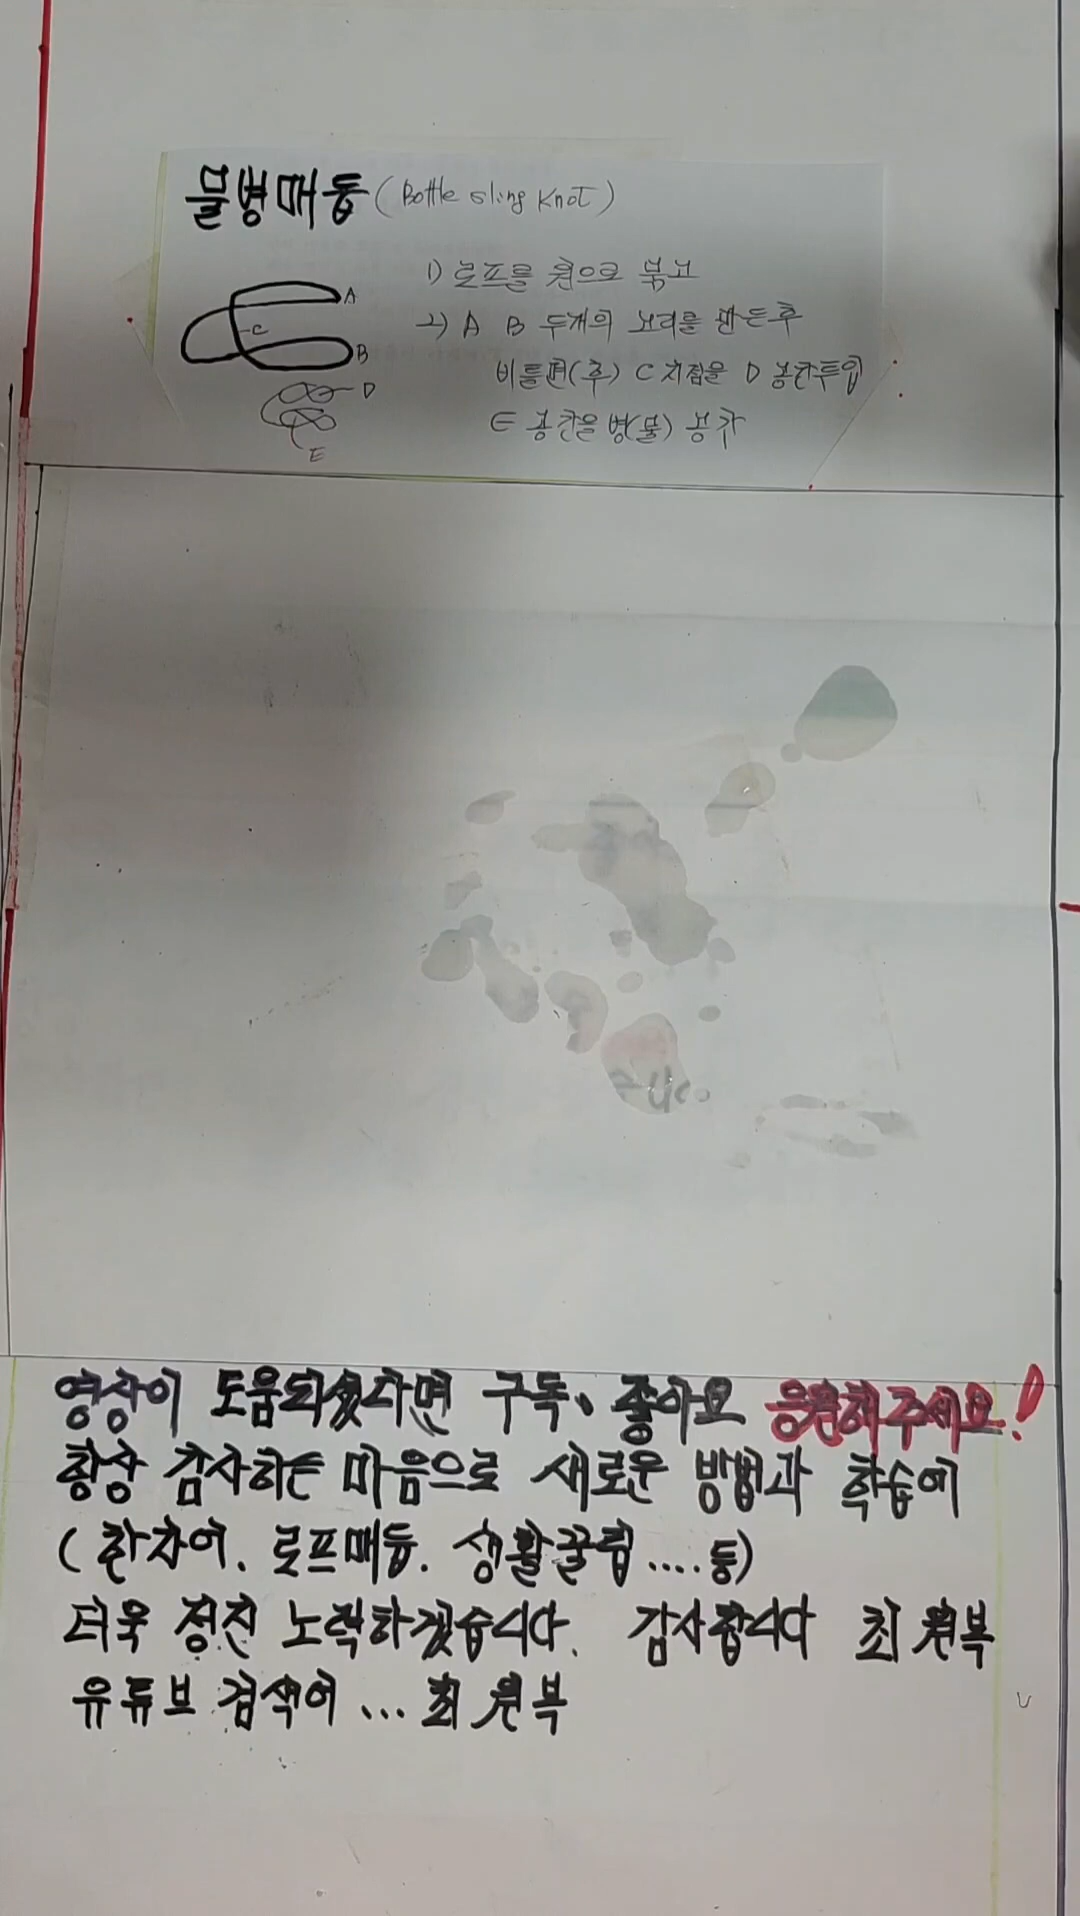 물병매듭 (Bottle sling Knot)
1) 로프를 원으로 묶고
2) A B 두개의 고리를 만든후
비틀면(후) C 지점을 D 공간투입
E 공간을 병(물) 공간
A
C
B
D
E
영상이 도움되셨다면 구독、좋아요 응원해주세요!
항상 감사하는 마음으로 새로운 방법과 학습에
(한자어. 로프매듭. 생활꿀팁....등)
더욱 정진 노력하겠습니다. 감사합니다 최원복
유튜브 검색어 ... 최원복